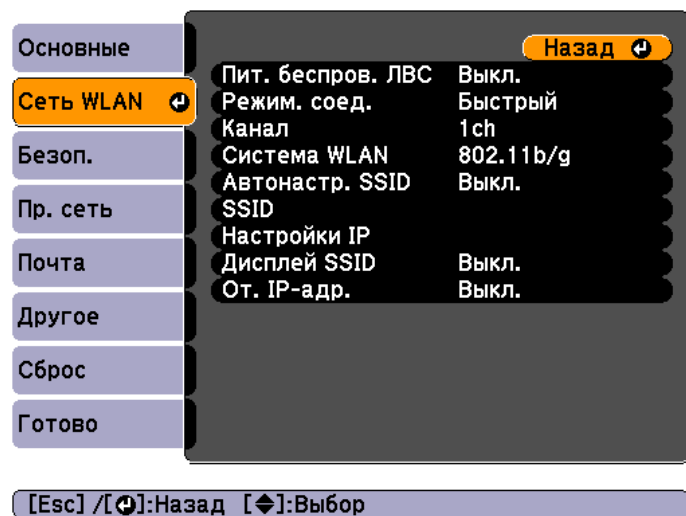 Основные
Сеть WLAN
Безоп.
Пр. сеть
Почта
Другое
Сброс
Готово
Назад
Пит. беспров. ЛВС Выкл.
Режим. соед. Быстрый
Канал 1ch
Система WLAN 802.11b/g
Автонастр. SSID Выкл.
SSID
Настройки IP
Дисплей SSID Выкл.
От. IP-адр. Выкл.
[Esc] /[⏎]:Назад [◆]:Выбор